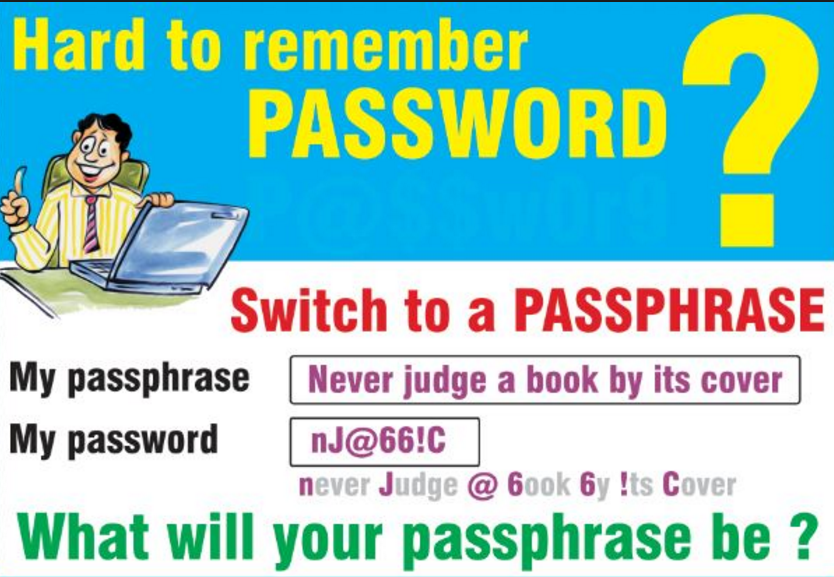 Hard to remember
PASSWORD ?
P@$$w0r9
Switch to a PASSPHRASE
My passphrase Never judge a book by its cover
My password nJ@66!C
never Judge @ 6ook 6y !ts Cover
What will your passphrase be ?